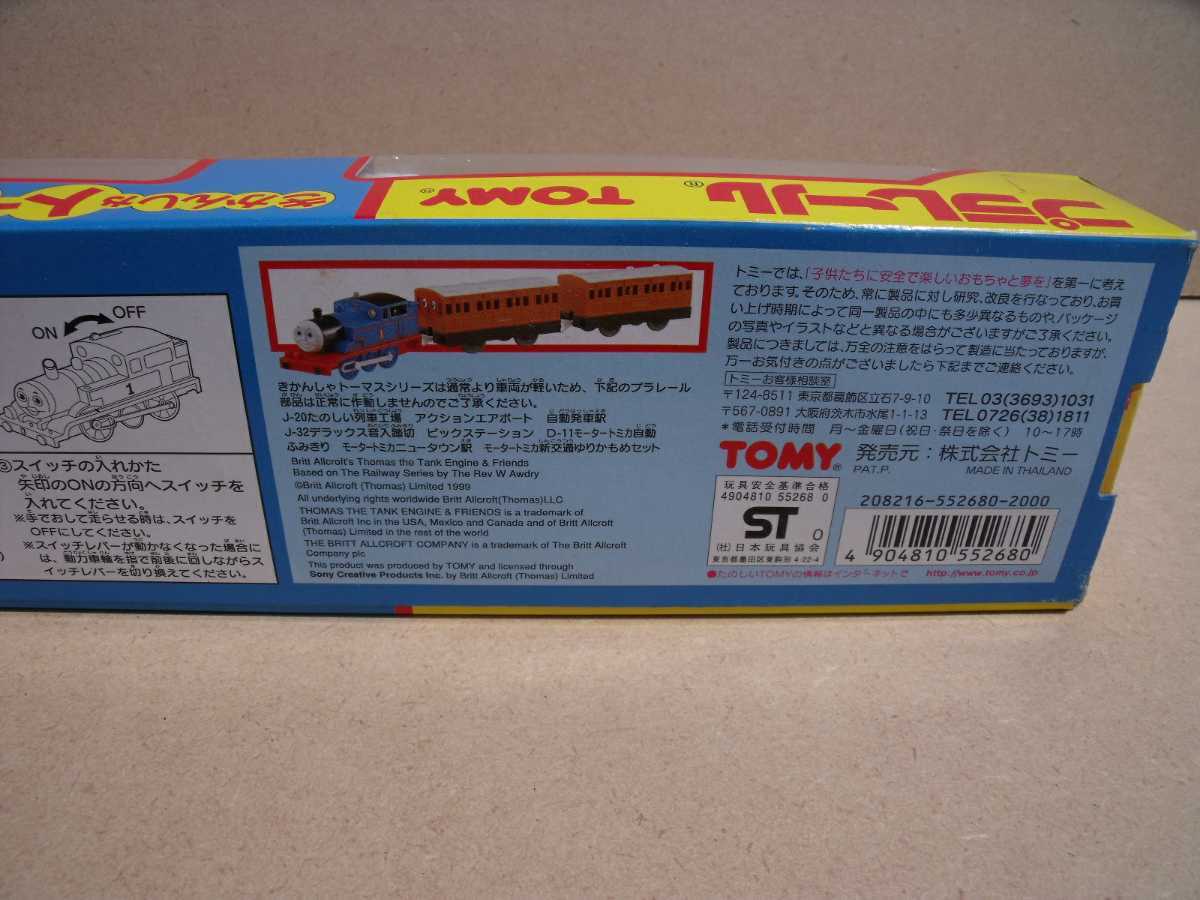 きかんしゃト
TOMY®
プラレール®
ON OFF
1
③スイッチの入れかた
矢印のONの方向へスイッチを
入れてください。
※手でおして走らせる時は、スイッチを
OFFにしてください。
※スイッチレバーが動かなくなった場合に
は、動力車輪を指で前後に回しながらス
イッチレバーを切り換えてください。
きかんしゃトーマスシリーズは通常より車両が軽いため、下記のプラレール
部品は正常に作動しませんのでご了承ください。
J-20たのしい列車工場 アクションエアポート 自動発車駅
J-32デラックス音入踏切 ビックステーション D-11モータートミカ自動
ふみきり モータートミカニュータウン駅 モータートミカ新交通ゆりかもめセット
Britt Allcroft's Thomas the Tank Engine & Friends
Based on The Railway Series by The Rev W Awdry
©Britt Allcroft (Thomas) Limited 1999
All underlying rights worldwide Britt Allcroft(Thomas)LLC
THOMAS THE TANK ENGINE & FRIENDS is a trademark of
Britt Allcroft Inc in the USA, Mexico and Canada and of Britt Allcroft
(Thomas) Limited in the rest of the world
THE BRITT ALLCROFT COMPANY is a trademark of The Britt Allcroft
Company plc
This product was produced by TOMY and licensed through
Sony Creative Products Inc. by Britt Allcroft (Thomas) Limited
トミーでは、「子供たちに安全で楽しいおもちゃと夢を」を第一に考え
ております。そのため、常に製品に対し研究、改良を行なっており、お買
い上げ時期によって同一製品の中にも多少異なるものや、パッケージ
の写真やイラストなどと異なる場合がございますがご了承ください。
製品につきましては、万全の注意をはらって製造に当たっておりますが、
万一お気付きの点がございましたら下記までご連絡ください。
トミーお客様相談室
〒124-8511 東京都葛飾区立石7-9-10 TEL03(3693)1031
〒567-0891 大阪府茨木市水尾1-1-13 TEL0726(38)1811
*電話受付時間 月〜金曜日(祝日・祭日を除く) 10〜17時
TOMY® 発売元:株式会社トミー
PAT.P. MADE IN THAILAND
玩具安全基準合格
4904810 55268 0
ST 0
(社)日本玩具協会
東京都墨田区東駒形 4-22-4
208216-552680-2000
4 904810 552680
●たのしいTOMYの情報はインターネットで http://www.tomy.co.jp